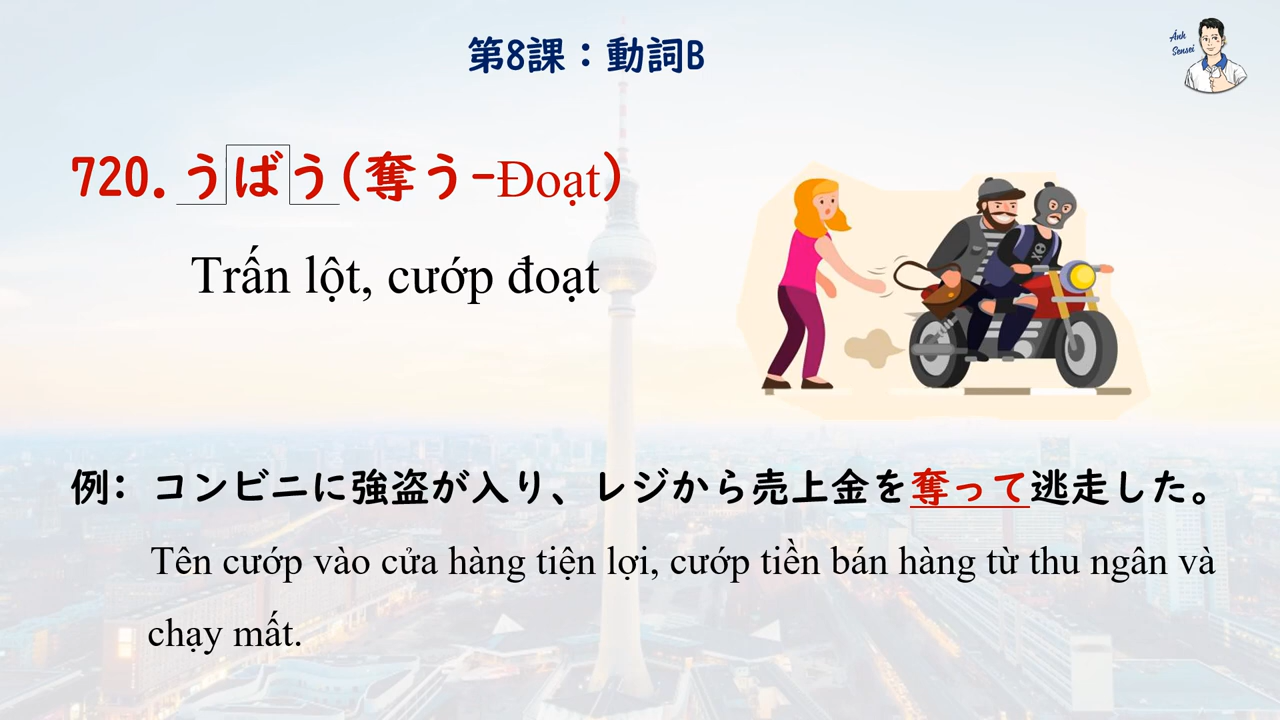 第8課：動詞B
Ánh
Sensei
720.うばう(奪う-Đoạt)
Trấn lột, cướp đoạt
例: コンビニに強盗が入り、レジから売上金を奪って逃走した。
Tên cướp vào cửa hàng tiện lợi, cướp tiền bán hàng từ thu ngân và
chạy mất.